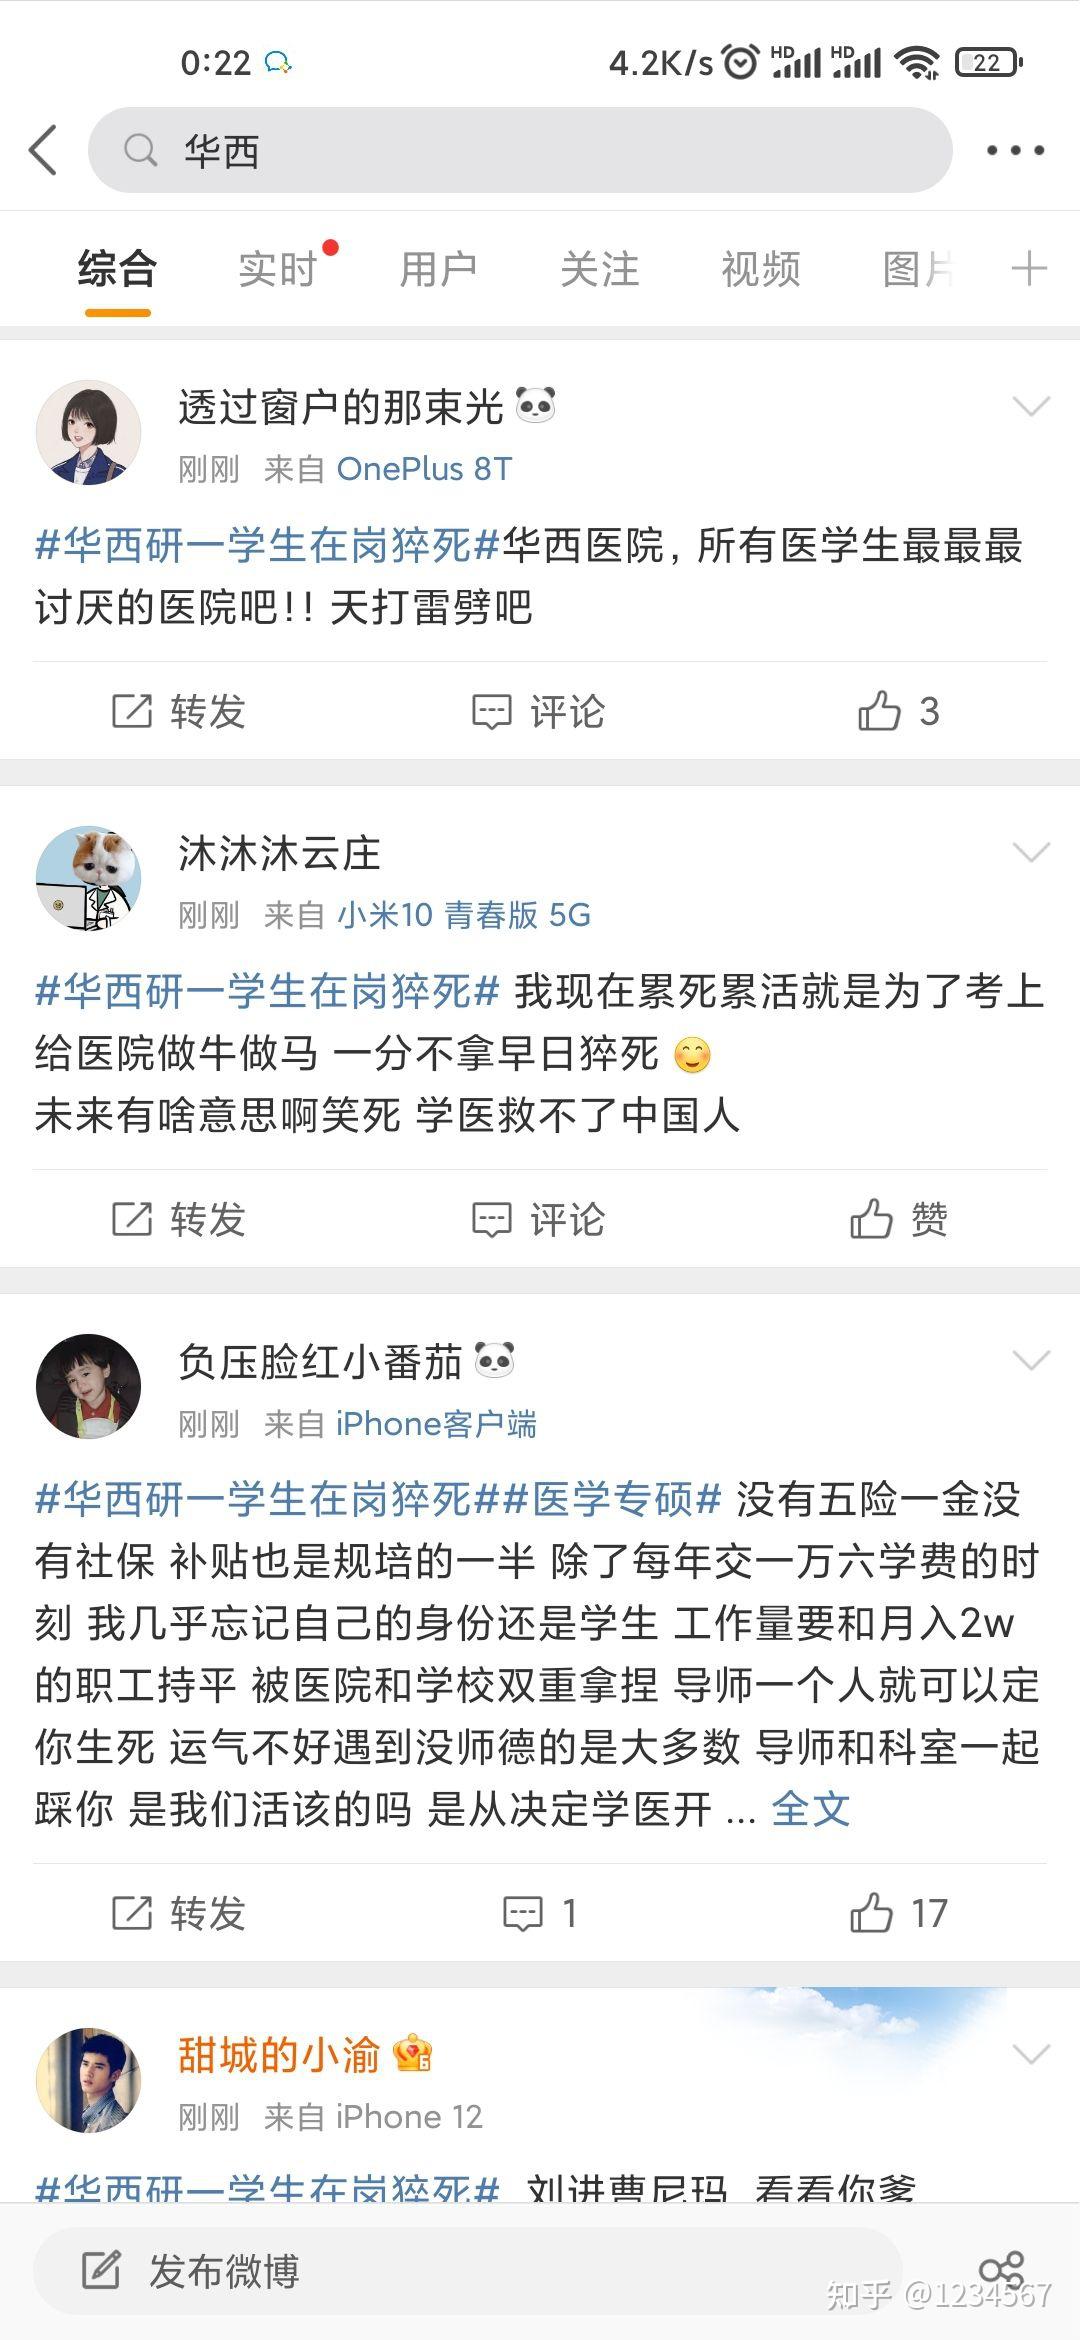 0:22 4.2K/s HD HD 22
华西
综合 实时 用户 关注 视频 图片
透过窗户的那束光
刚刚 来自 OnePlus 8T
#华西研一学生在岗猝死#华西医院，所有医学生最最最
讨厌的医院吧！！天打雷劈吧
转发 评论 3
沐沐沐云庄
刚刚 来自 小米10 青春版 5G
#华西研一学生在岗猝死# 我现在累死累活就是为了考上
给医院做牛做马 一分不拿早日猝死
未来有啥意思啊笑死 学医救不了中国人
转发 评论 赞
负压脸红小番茄
刚刚 来自 iPhone客户端
#华西研一学生在岗猝死##医学专硕# 没有五险一金没
有社保 补贴也是规培的一半 除了每年交一万六学费的时
刻 我几乎忘记自己的身份还是学生 工作量要和月入2w
的职工持平 被医院和学校双重拿捏 导师一个人就可以定
你生死 运气不好遇到没师德的是大多数 导师和科室一起
踩你 是我们活该的吗 是从决定学医开 ... 全文
转发 1 17
甜城的小渝 6
刚刚 来自 iPhone 12
#华西研一学生在岗猝死# 刘进曹尼玛 看看你爹
发布微博
知乎 @1234567